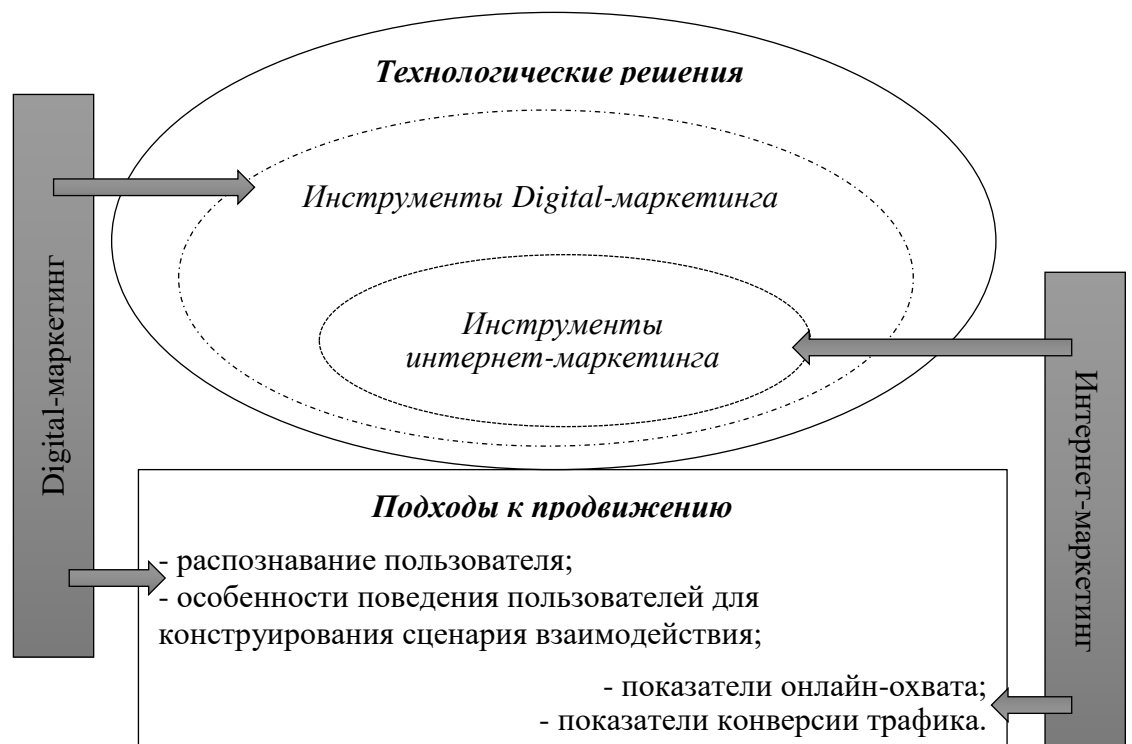 Технологические решения
Инструменты Digital-маркетинга
Инструменты
интернет-маркетинга
Digital-маркетинг
Интернет-маркетинг
Подходы к продвижению
- распознавание пользователя;
- особенности поведения пользователей для
конструирования сценария взаимодействия;
- показатели онлайн-охвата;
- показатели конверсии трафика.